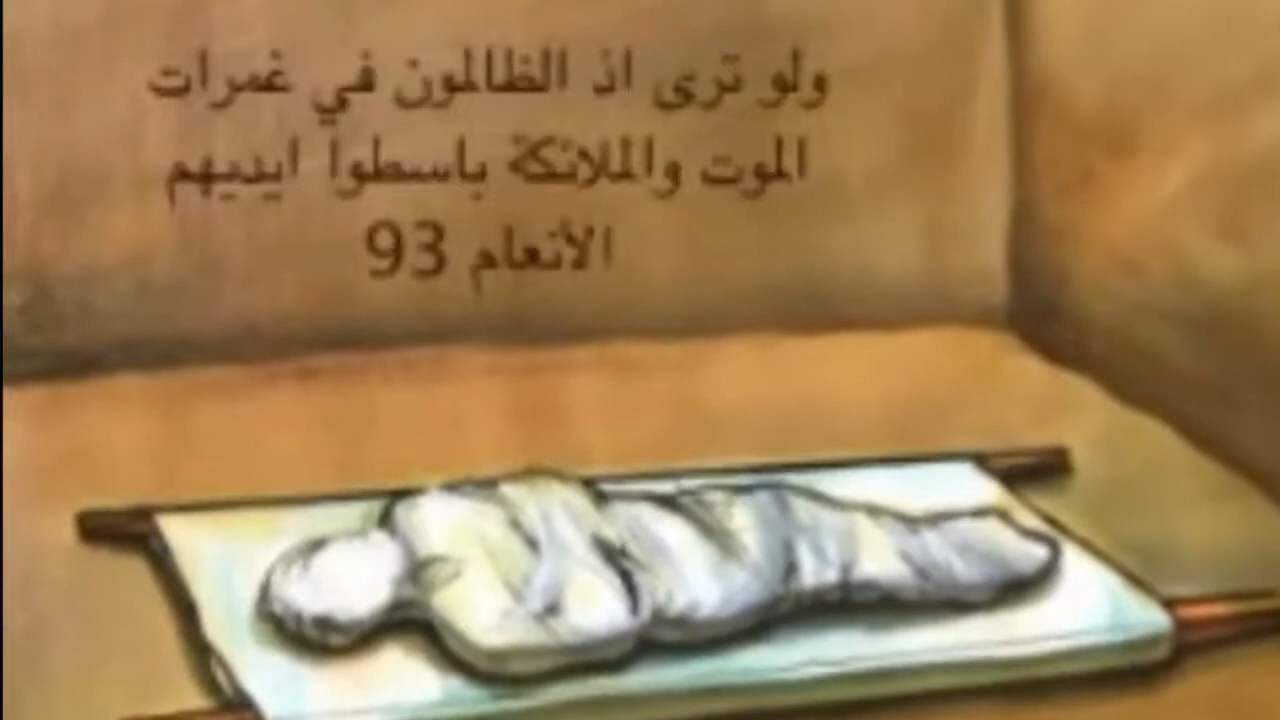 ولو ترى اذ الظالمون في غمرات
الموت والملائكة باسطوا ايديهم
الأنعام 93